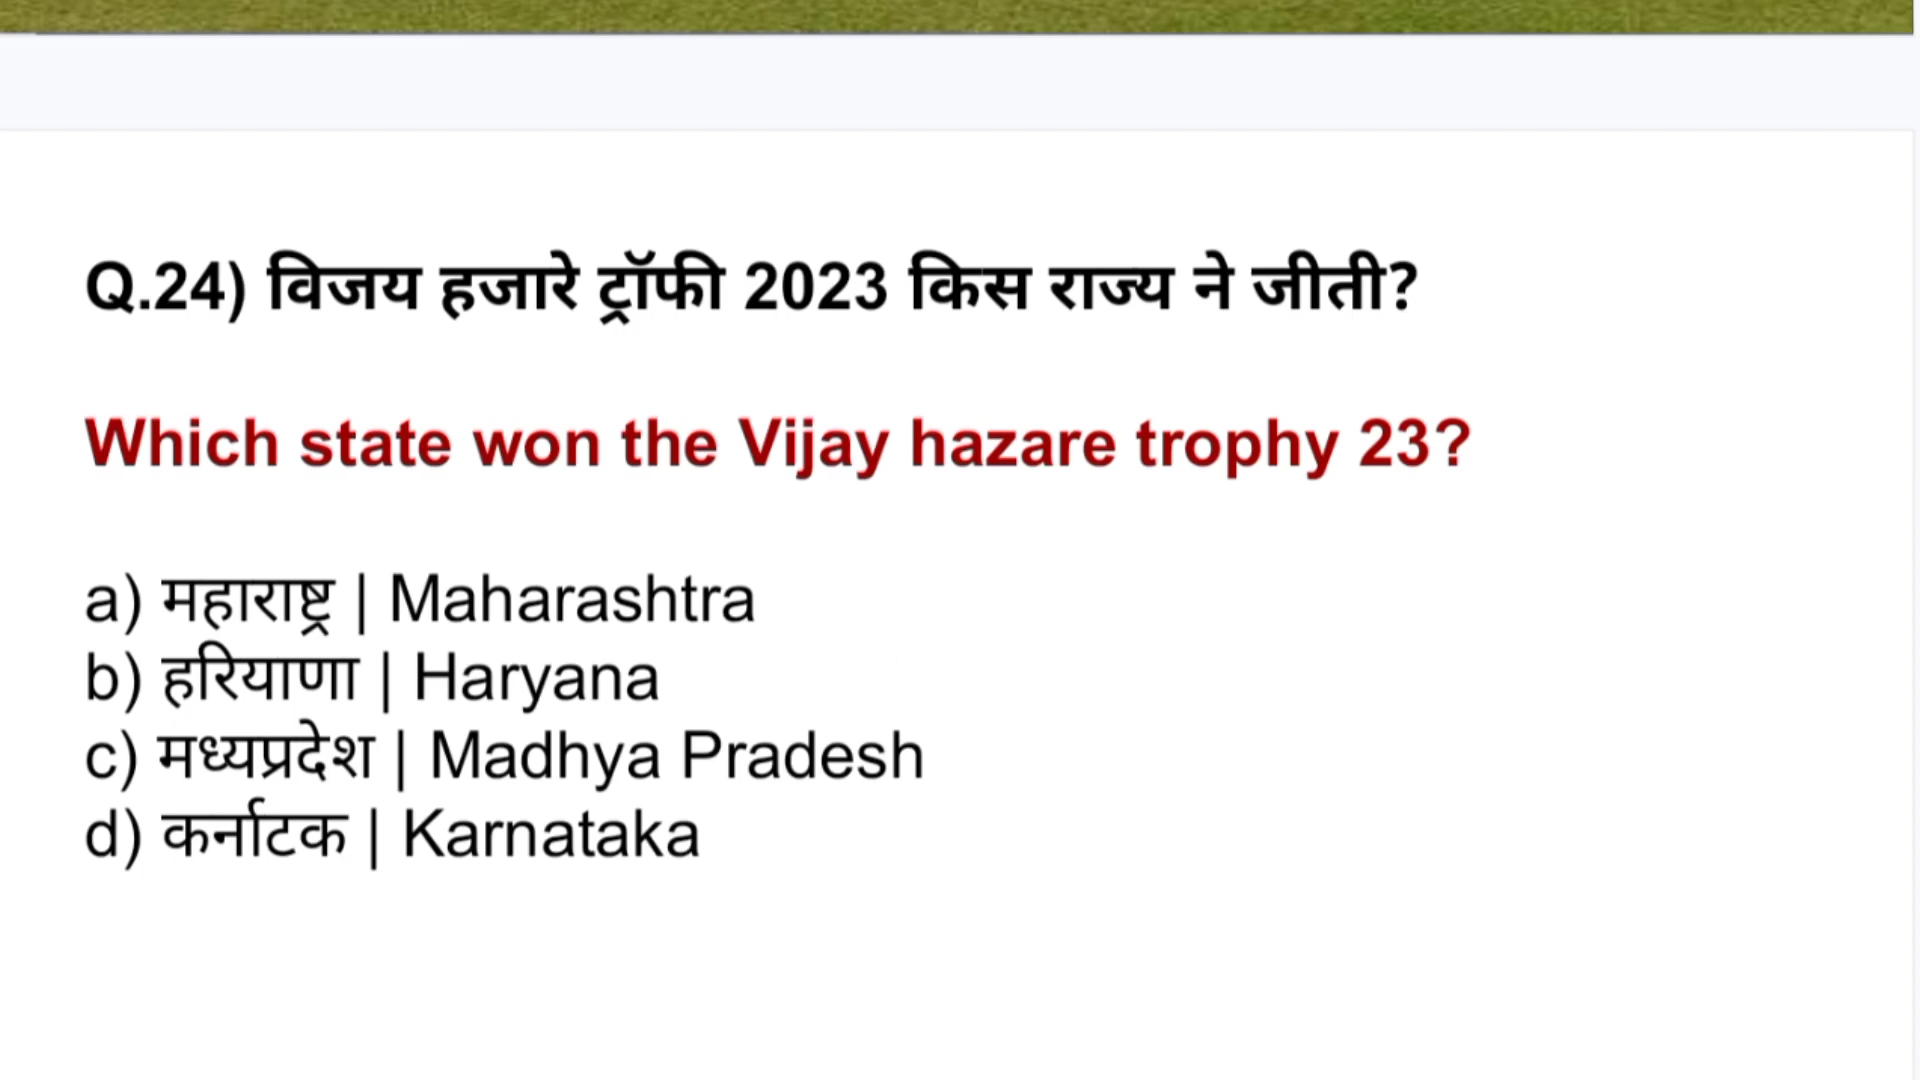 Q.24) विजय हजारे ट्रॉफी 2023 किस राज्य ने जीती?
Which state won the Vijay hazare trophy 23?
a) महाराष्ट्र | Maharashtra
b) हरियाणा | Haryana
c) मध्यप्रदेश | Madhya Pradesh
d) कर्नाटक | Karnataka